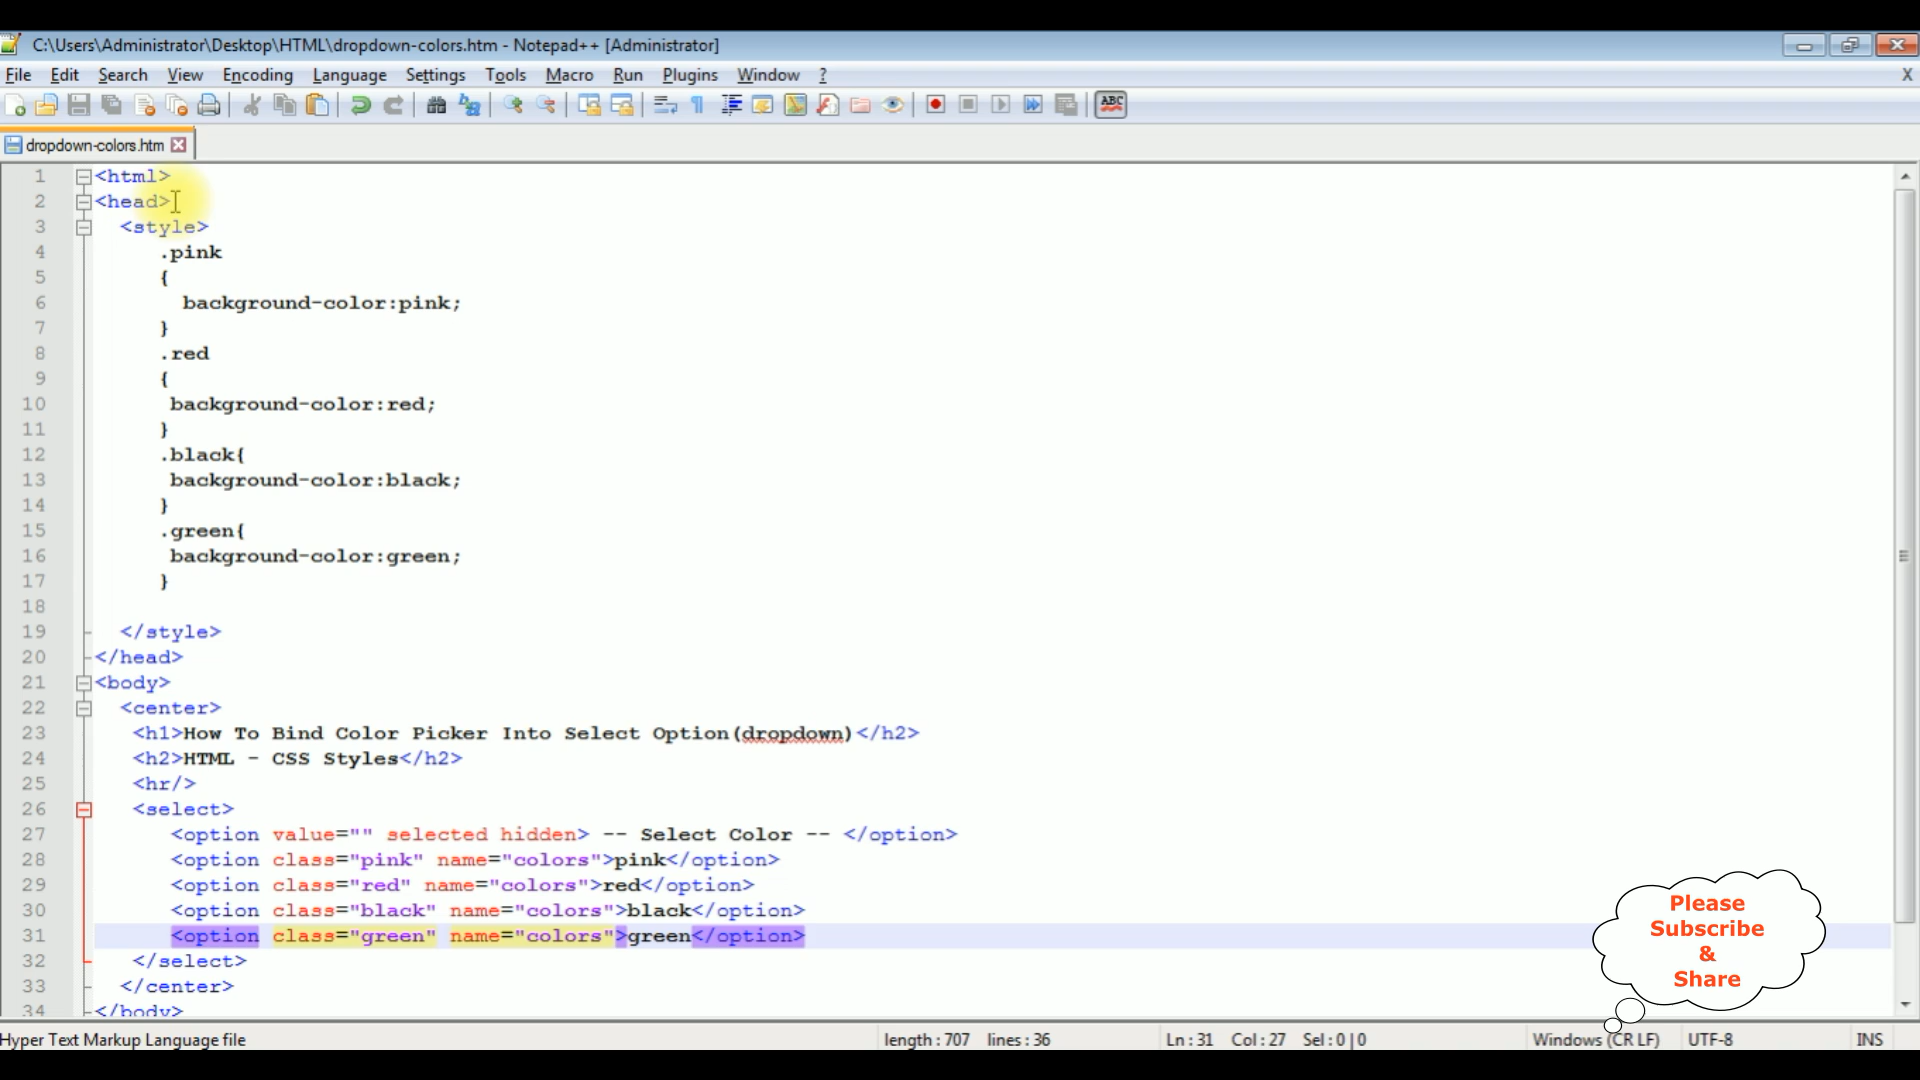 C:\Users\Administrator\Desktop\HTML\dropdown-colors.htm - Notepad++ [Administrator]
File Edit Search View Encoding Language Settings Tools Macro Run Plugins Window ? X
ABC
dropdown-colors.htm
1 <html>
2 <head>
3 <style>
4 .pink
5 {
6 background-color:pink;
7 }
8 .red
9 {
10 background-color:red;
11 }
12 .black{
13 background-color:black;
14 }
15 .green{
16 background-color:green;
17 }
18
19 </style>
20 </head>
21 <body>
22 <center>
23 <h1>How To Bind Color Picker Into Select Option(dropdown)</h2>
24 <h2>HTML - CSS Styles</h2>
25 <hr/>
26 <select>
27 <option value="" selected hidden> -- Select Color -- </option>
28 <option class="pink" name="colors">pink</option>
29 <option class="red" name="colors">red</option>
30 <option class="black" name="colors">black</option>
31 <option class="green" name="colors">green</option>
32 </select>
33 </center>
34 </body>
Please
Subscribe
&
Share
Hyper Text Markup Language file length : 707 lines : 36 Ln : 31 Col : 27 Sel : 0 | 0 Windows (CR LF) UTF-8 INS